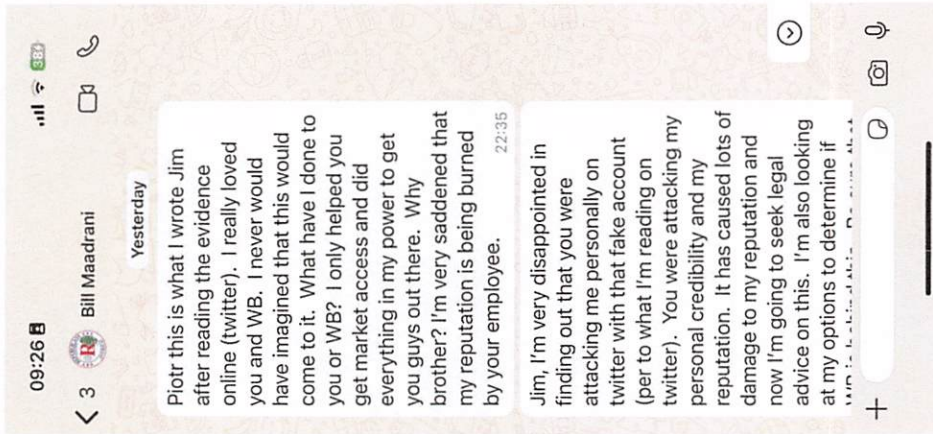 09:26
38
3
Bill Maadrani
Yesterday
Piotr this is what I wrote Jim
after reading the evidence
online (twitter). I really loved
you and WB. I never would
have imagined that this would
come to it. What have I done to
you or WB? I only helped you
get market access and did
everything in my power to get
you guys out there. Why
brother? I'm very saddened that
my reputation is being burned
by your employee.
22:35
Jim, I'm very disappointed in
finding out that you were
attacking me personally on
twitter with that fake account
(per to what I'm reading on
twitter). You were attacking my
personal credibility and my
reputation. It has caused lots of
damage to my reputation and
now I'm going to seek legal
advice on this. I'm also looking
at my options to determine if